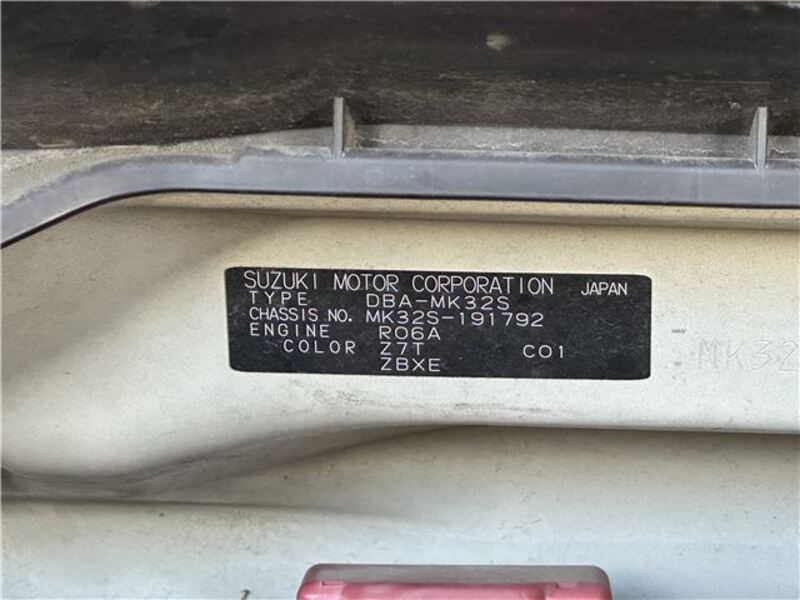 SUZUKI MOTOR CORPORATION JAPAN
TYPE DBA-MK32S
CHASSIS NO. MK32S-191792
ENGINE R06A
COLOR Z7T C01
ZBXE
MK32